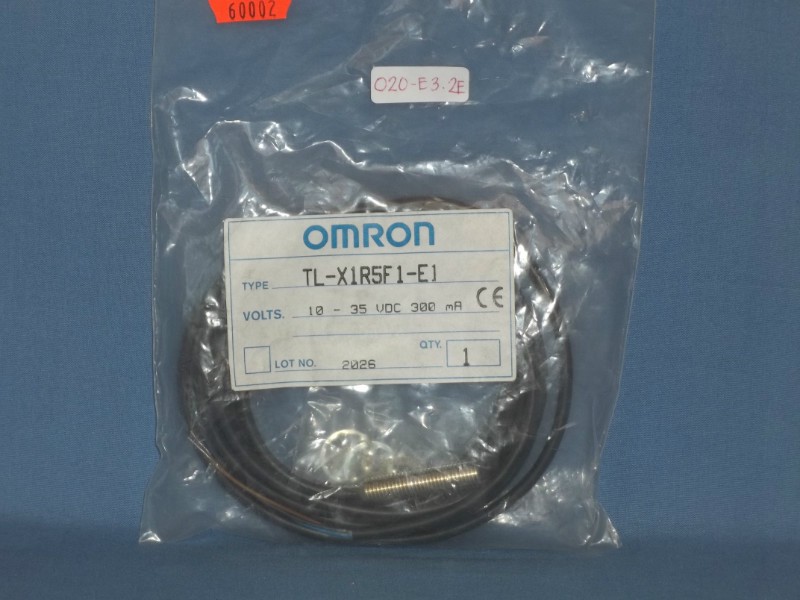 60002
020-E3.2E
OMRON
TYPE TL-X1R5F1-E1
VOLTS. 10 - 35 VDC 300 mA CE
LOT NO. 2026 QTY. 1